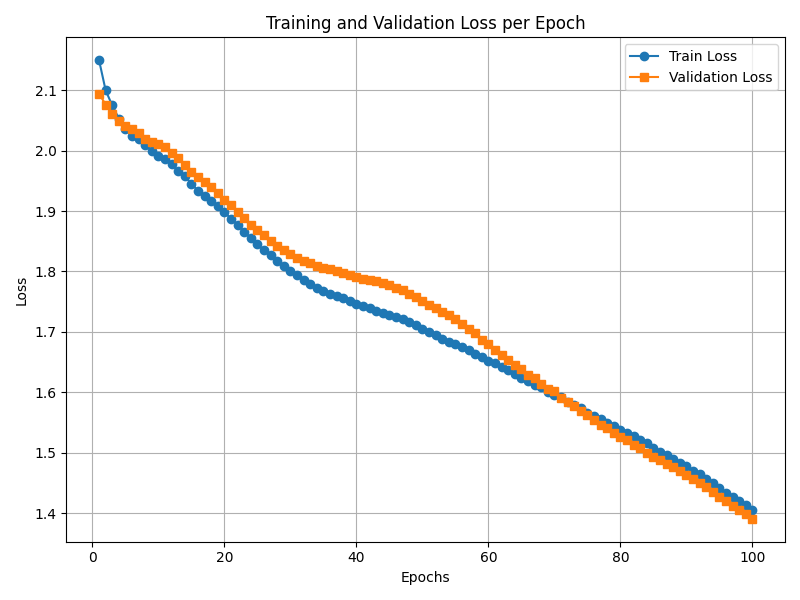 Training and Validation Loss per Epoch
Train Loss
Validation Loss
Loss
2.1
2.0
1.9
1.8
1.7
1.6
1.5
1.4
0 20 40 60 80 100
Epochs